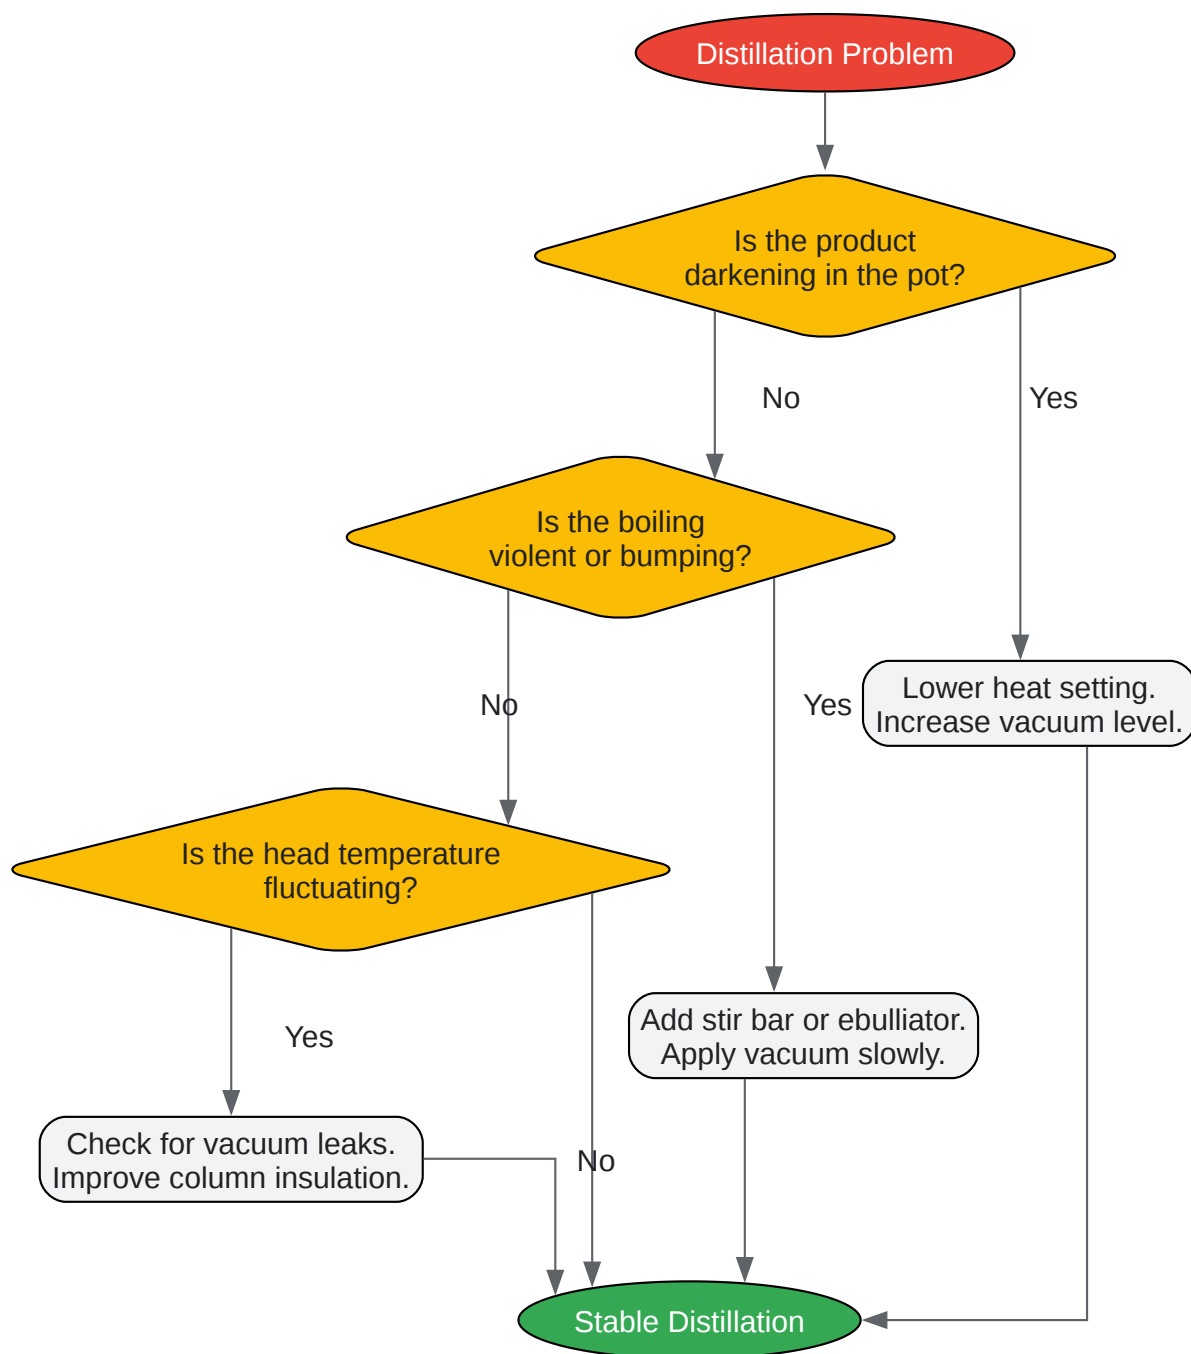 Distillation Problem
Is the product
darkening in the pot?
No
Yes
Is the boiling
violent or bumping?
No
Yes
Lower heat setting.
Increase vacuum level.
Is the head temperature
fluctuating?
Yes
Add stir bar or ebulliator.
Apply vacuum slowly.
Check for vacuum leaks.
Improve column insulation.
No
Stable Distillation